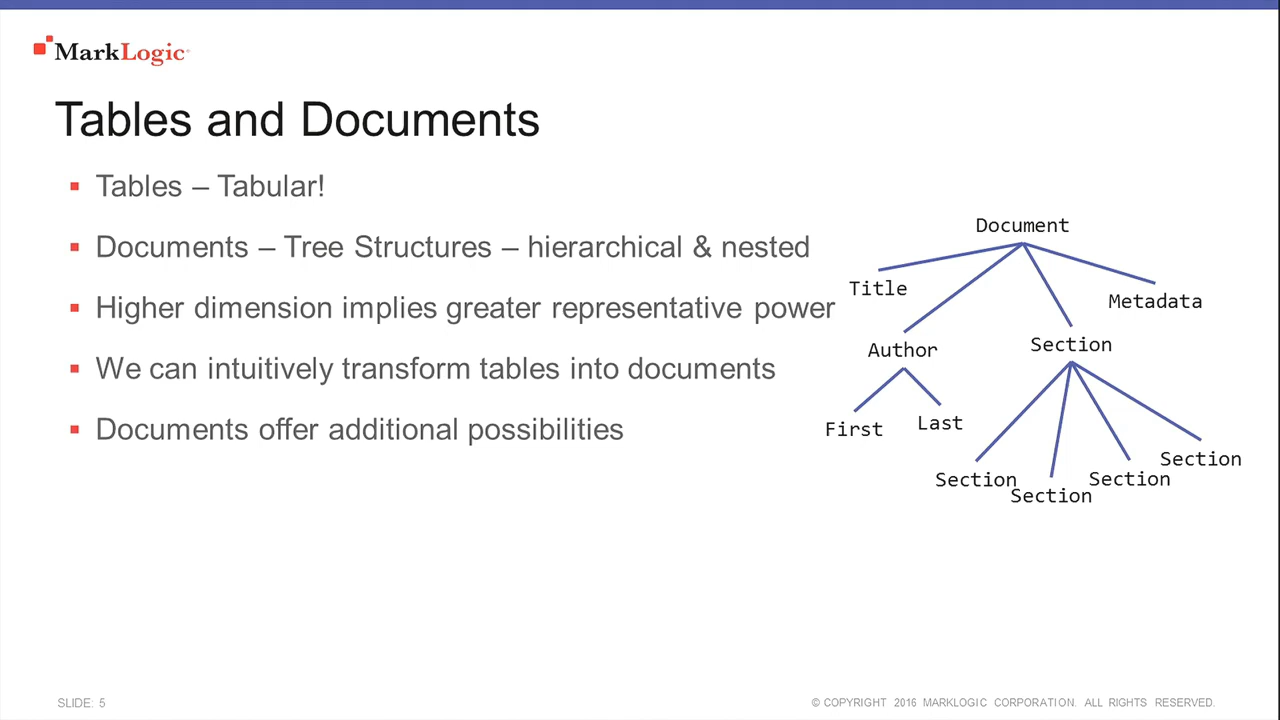 MarkLogic
Tables and Documents
▪ Tables – Tabular!
▪ Documents – Tree Structures – hierarchical & nested
▪ Higher dimension implies greater representative power
▪ We can intuitively transform tables into documents
▪ Documents offer additional possibilities
Document
Title
Metadata
Author
Section
First
Last
Section
Section
Section
Section
SLIDE: 5
© COPYRIGHT 2016 MARKLOGIC CORPORATION. ALL RIGHTS RESERVED.